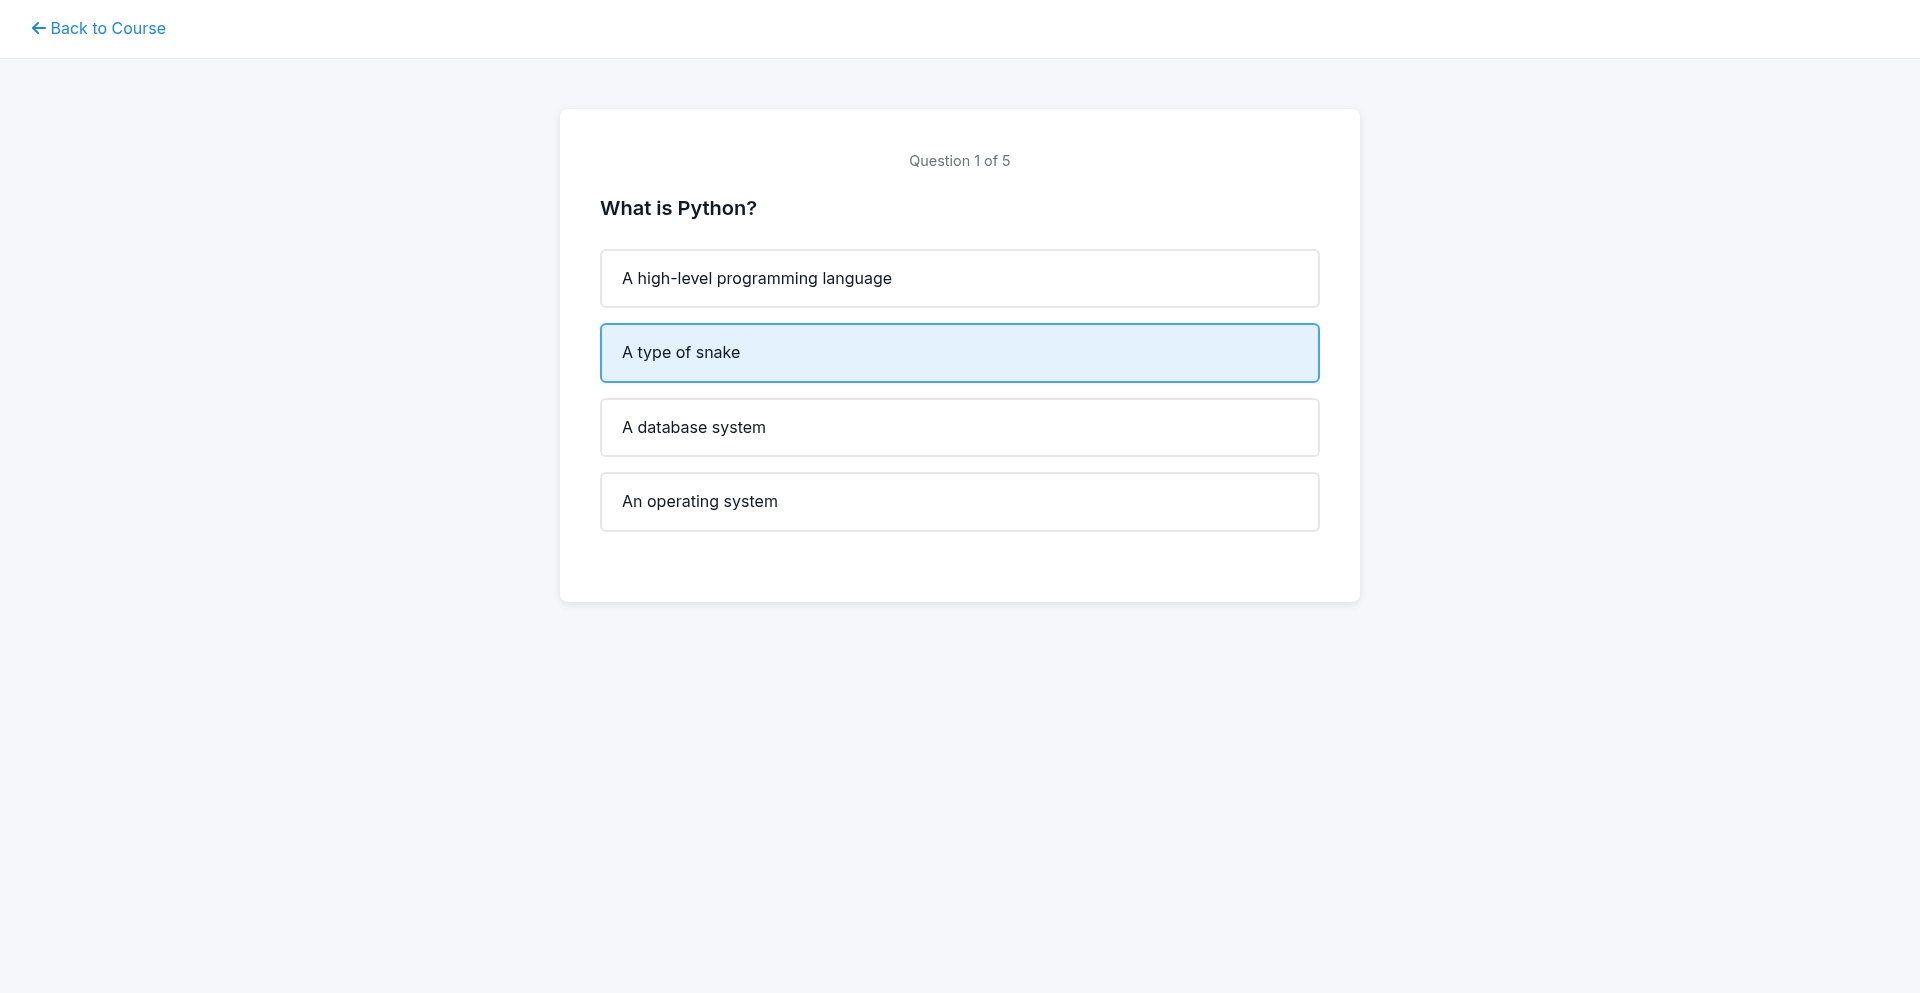 Back to Course
Question 1 of 5
What is Python?
A high-level programming language
A type of snake
A database system
An operating system